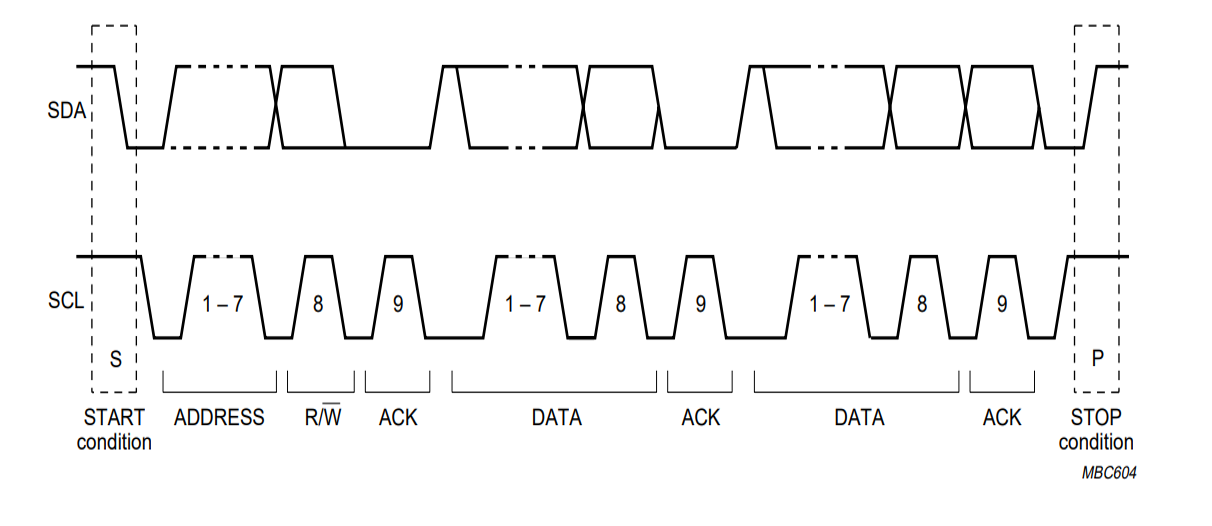 SDA
SCL
1 – 7
8
9
1 – 7
8
9
1 – 7
8
9
S
P
START
condition
ADDRESS
R/W̅
ACK
DATA
ACK
DATA
ACK
STOP
condition
MBC604